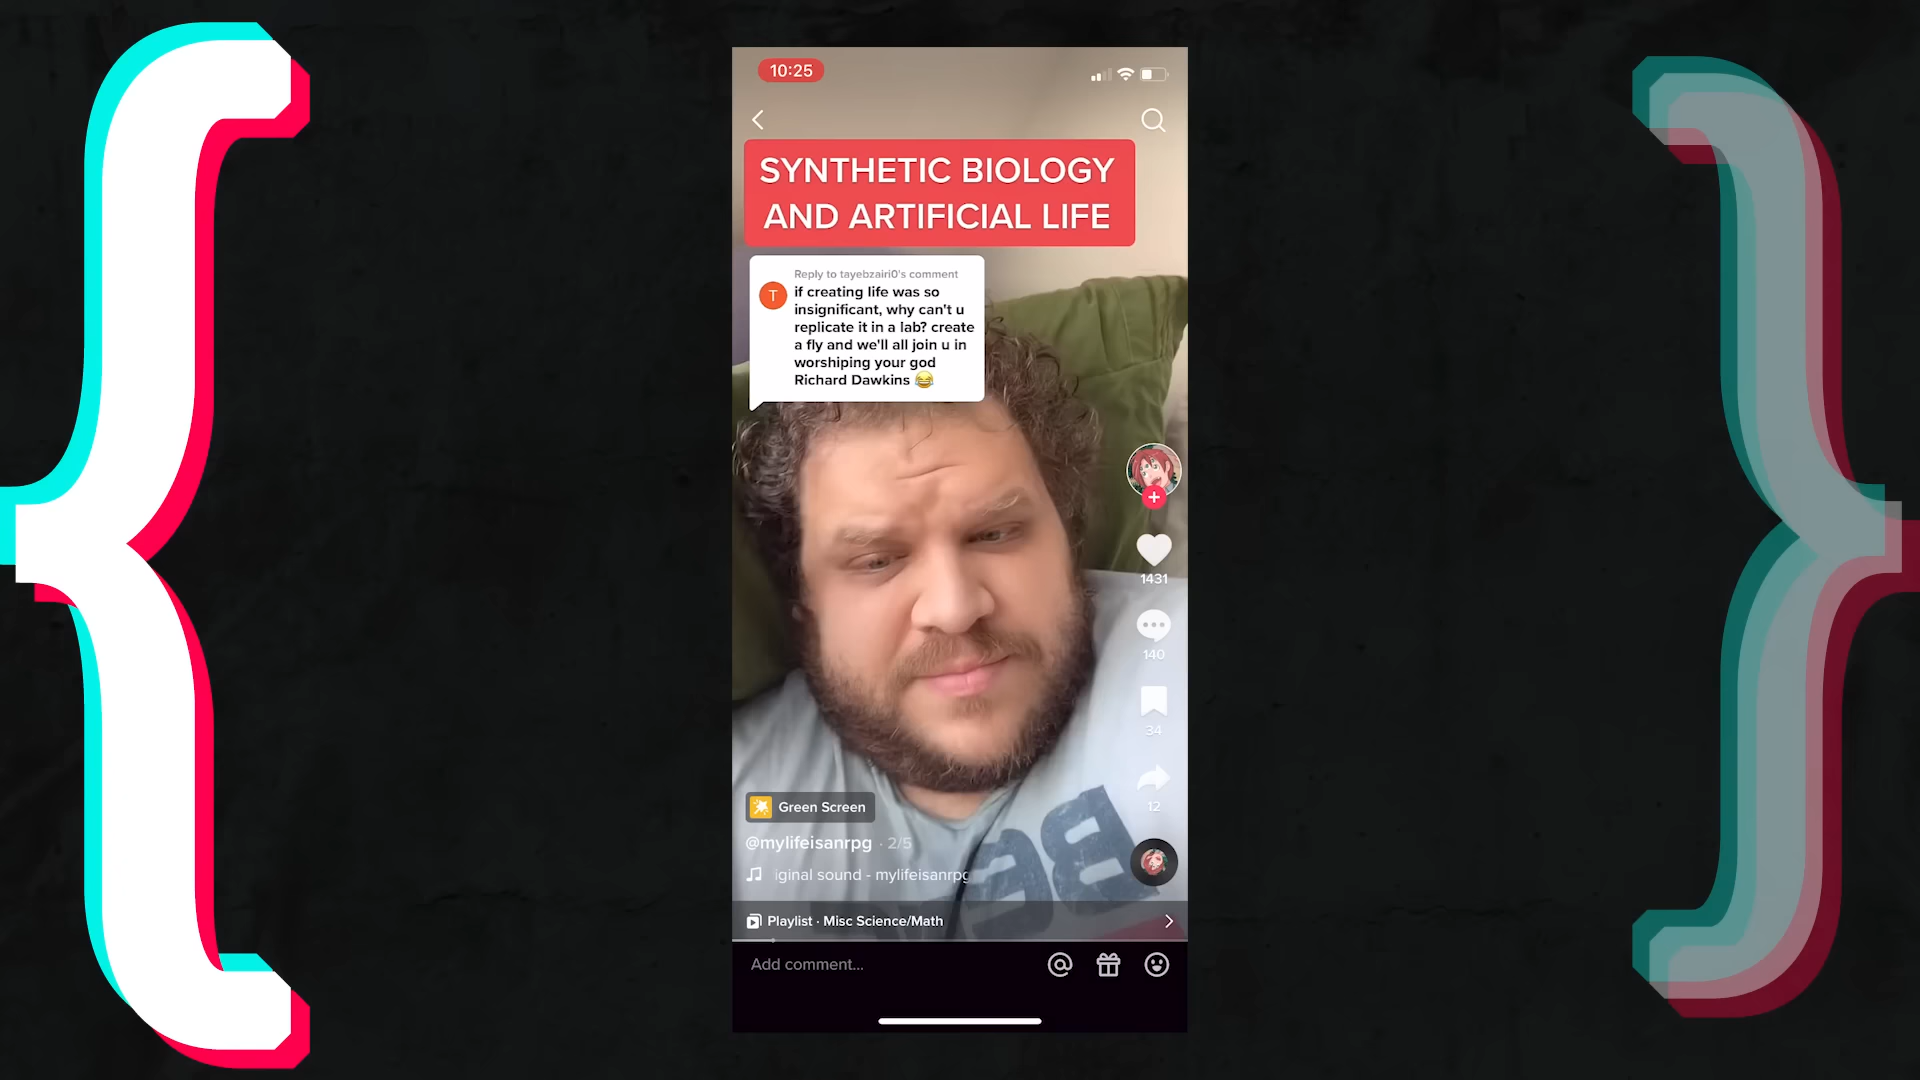 10:25
SYNTHETIC BIOLOGY
AND ARTIFICIAL LIFE
Reply to tayebzairi0's comment
T
if creating life was so
insignificant, why can't u
replicate it in a lab? create
a fly and we'll all join u in
worshiping your god
Richard Dawkins 😂
1431
140
34
12
Green Screen
@mylifeisanrpg · 2/5
iginal sound - mylifeisanrpg
Playlist · Misc Science/Math
Add comment...